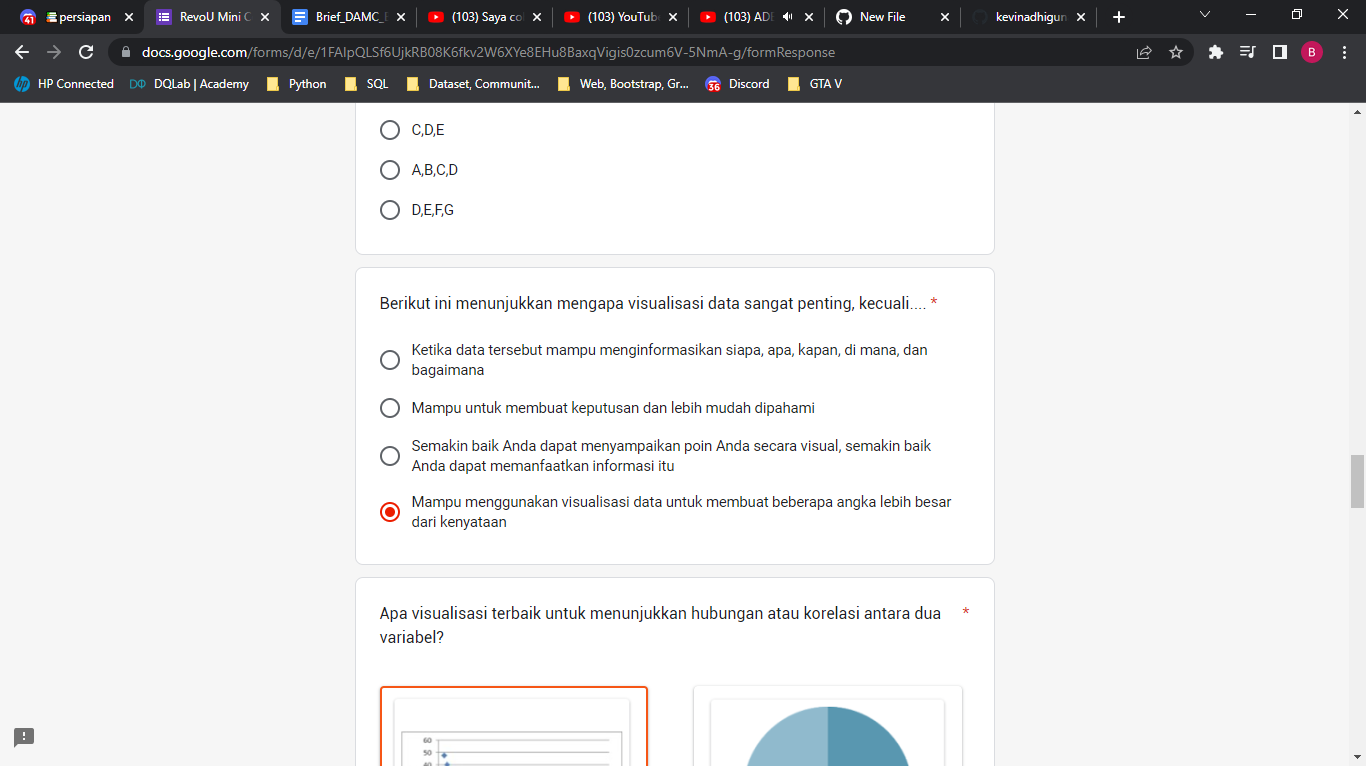 41
persiapan
RevoU Mini C
Brief_DAMC_
(103) Saya co
(103) YouTub
(103) ADI
New File
kevinadhigun
docs.google.com/forms/d/e/1FAIpQLSf6UjkRB08K6fkv2W6XYe8EHu8BaxqVigis0zcum6V-5NmA-g/formResponse
B
HP Connected
DQLab | Academy
Python
SQL
Dataset, Communit...
Web, Bootstrap, Gr...
36
Discord
GTA V
C,D,E
A,B,C,D
D,E,F,G
Berikut ini menunjukkan mengapa visualisasi data sangat penting, kecuali.... *
Ketika data tersebut mampu menginformasikan siapa, apa, kapan, di mana, dan
bagaimana
Mampu untuk membuat keputusan dan lebih mudah dipahami
Semakin baik Anda dapat menyampaikan poin Anda secara visual, semakin baik
Anda dapat memanfaatkan informasi itu
Mampu menggunakan visualisasi data untuk membuat beberapa angka lebih besar
dari kenyataan
Apa visualisasi terbaik untuk menunjukkan hubungan atau korelasi antara dua *
variabel?
60
50
40